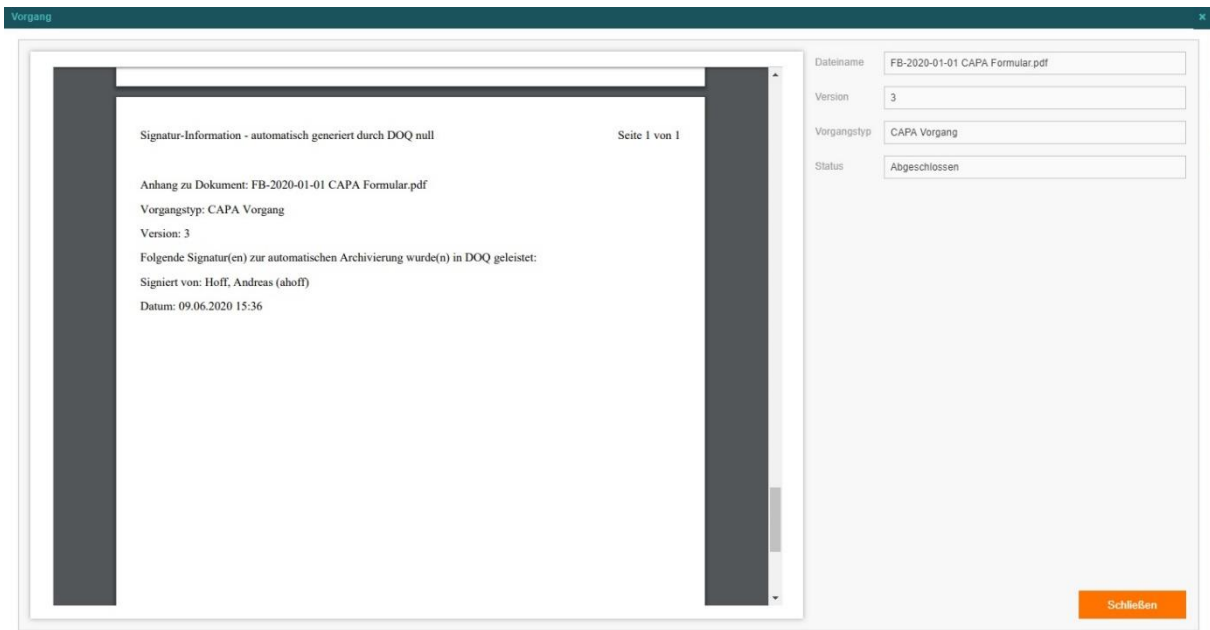 Vorgang
Signatur-Information - automatisch generiert durch DOQ null
Seite 1 von 1
Anhang zu Dokument: FB-2020-01-01 CAPA Formular.pdf
Vorgangstyp: CAPA Vorgang
Version: 3
Folgende Signatur(en) zur automatischen Archivierung wurde(n) in DOQ geleistet:
Signiert von: Hoff, Andreas (ahoff)
Datum: 09.06.2020 15:36
Dateiname FB-2020-01-01 CAPA Formular.pdf
Version 3
Vorgangstyp CAPA Vorgang
Status Abgeschlossen
Schließen